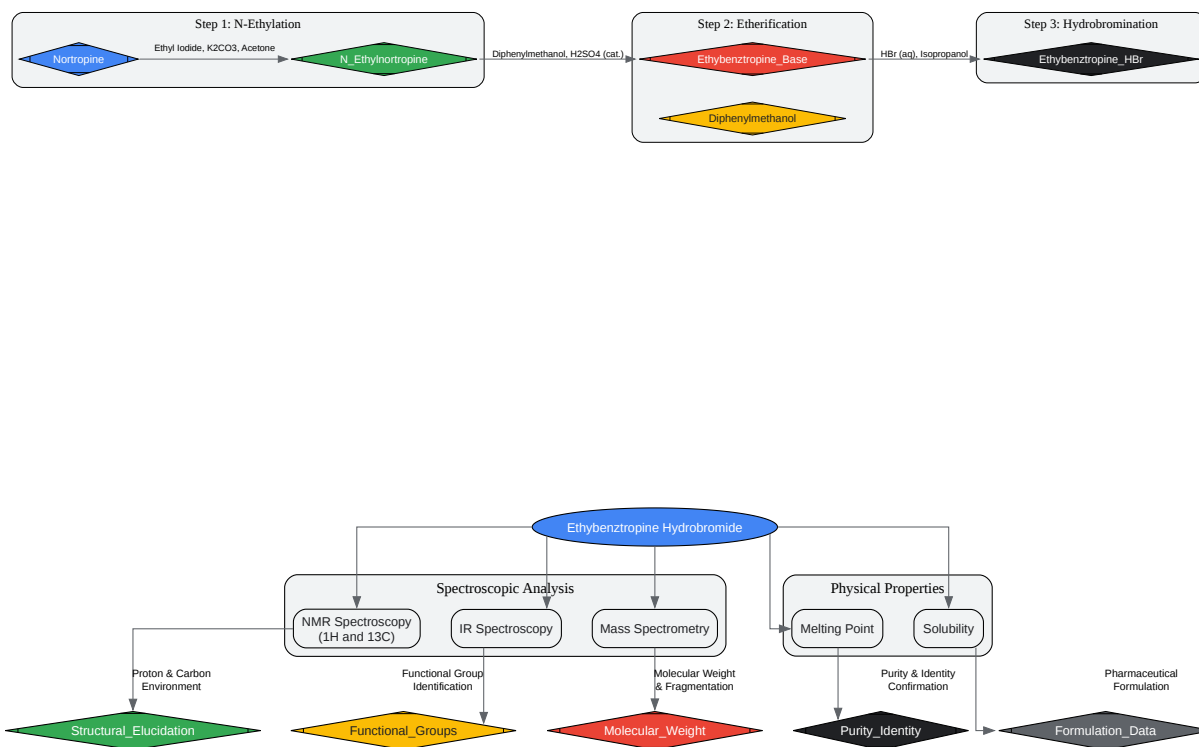 Step 1: N-Ethylation
Step 2: Etherification
Step 3: Hydrobromination
Nortropine
Ethyl Iodide, K2CO3, Acetone
N_Ethylnortropine
Diphenylmethanol, H2SO4 (cat.)
Ethybenztropine_Base
HBr (aq), Isopropanol
Ethybenztropine_HBr
Diphenylmethanol
Ethybenztropine Hydrobromide
Spectroscopic Analysis
Physical Properties
NMR Spectroscopy
(1H and 13C)
IR Spectroscopy
Mass Spectrometry
Melting Point
Solubility
Proton & Carbon
Environment
Functional Group
Identification
Molecular Weight
& Fragmentation
Purity & Identity
Confirmation
Pharmaceutical
Formulation
Structural_Elucidation
Functional_Groups
Molecular_Weight
Purity_Identity
Formulation_Data